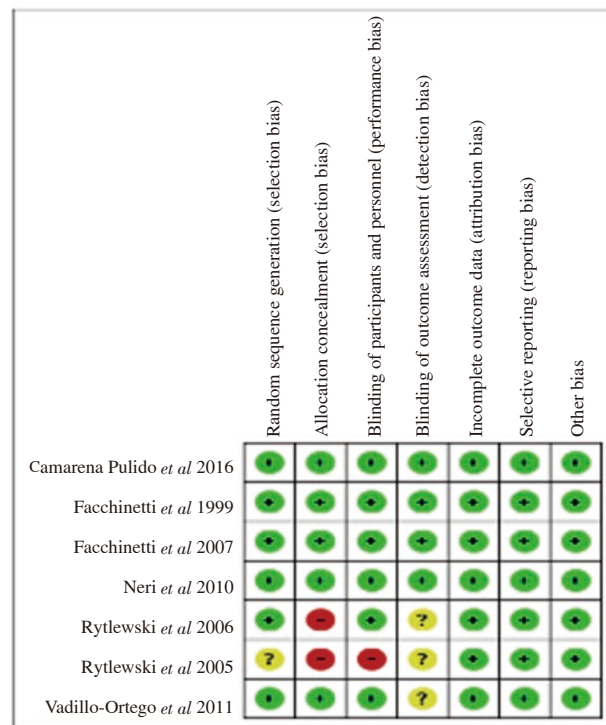 Random sequence generation (selection bias)
Allocation concealment (selection bias)
Blinding of participants and personnel (performance bias)
Blinding of outcome assessment (detection bias)
Incomplete outcome data (attribution bias)
Selective reporting (reporting bias)
Other bias
Camarena Pulido et al 2016
Facchinetti et al 1999
+ + + + + + +
Facchinetti et al 2007
+ + + + + + +
Neri et al 2010
Rytlewski et al 2006
+ - + ? + + +
Rytlewski et al 2005
? - - ? + + +
Vadillo-Ortego et al 2011
?